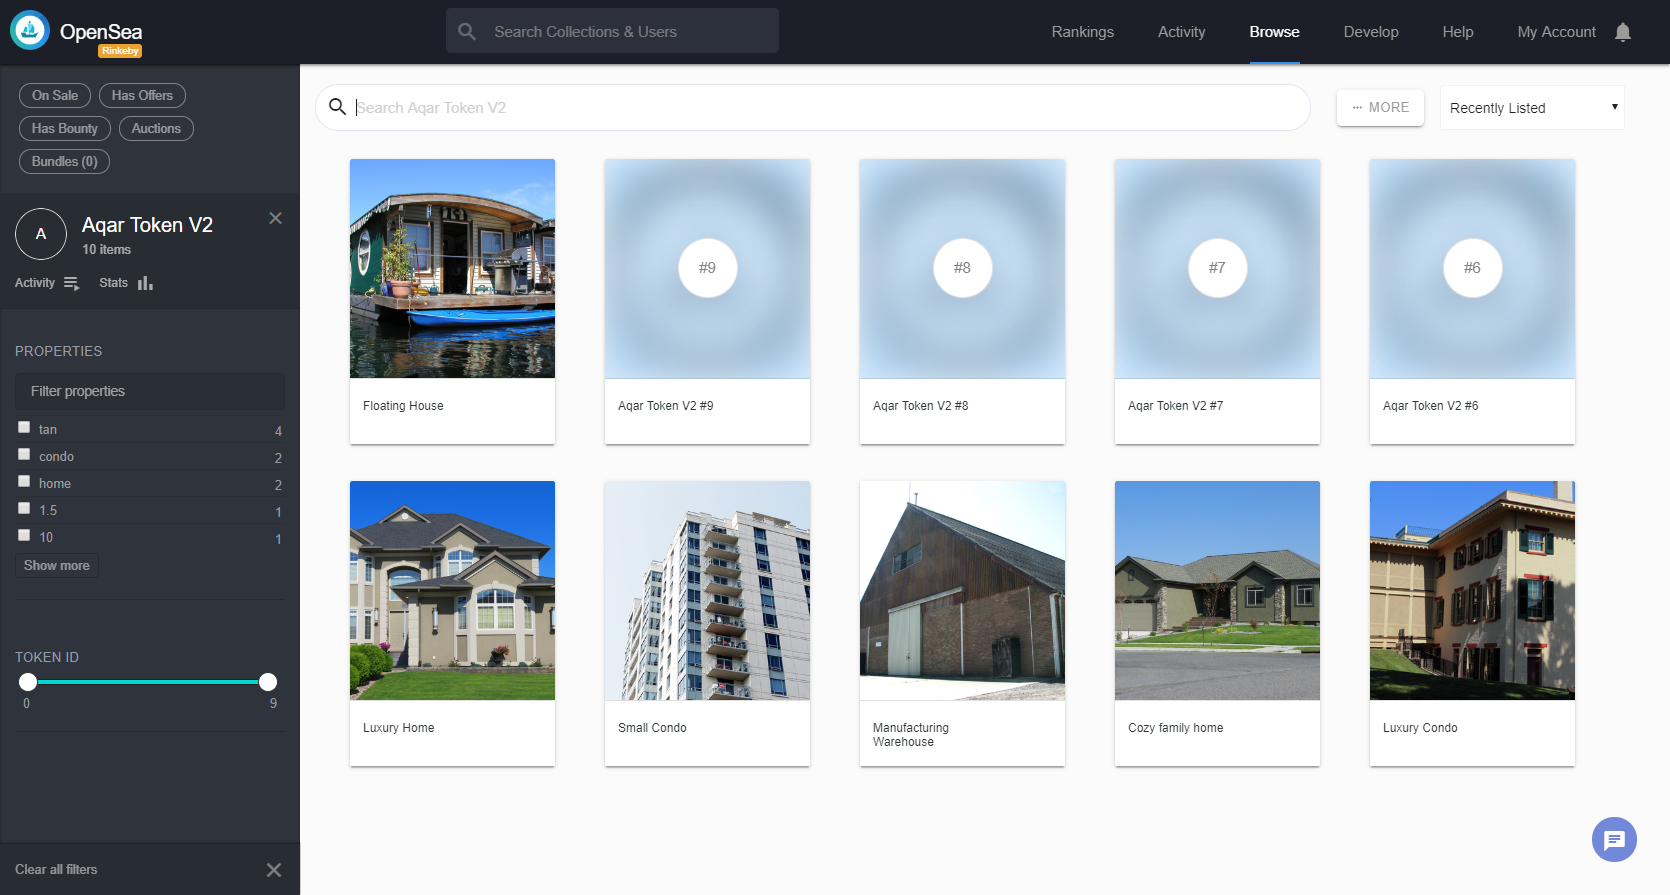 OpenSea
Rinkeby
Search Collections & Users
Rankings
Activity
Browse
Develop
Help
My Account
On Sale
Has Offers
Has Bounty
Auctions
Bundles (0)
A
Aqar Token V2
10 items
Activity
Stats
PROPERTIES
Filter properties
tan 4
condo 2
home 2
1.5 1
10 1
Show more
TOKEN ID
0 9
Clear all filters
Search Aqar Token V2
··· MORE
Recently Listed
#9
#8
#7
#6
Floating House
Aqar Token V2 #9
Aqar Token V2 #8
Aqar Token V2 #7
Aqar Token V2 #6
Luxury Home
Small Condo
Manufacturing
Warehouse
Cozy family home
Luxury Condo